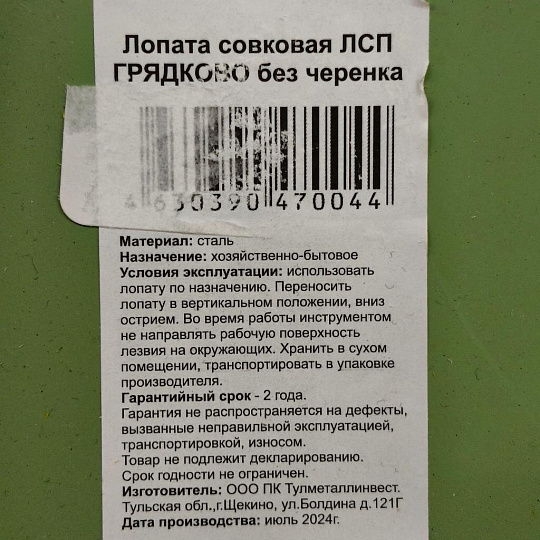 Лопата совковая ЛСП
ГРЯДКОВО без черенка
4 630390 470044
Материал: сталь
Назначение: хозяйственно-бытовое
Условия эксплуатации: использовать
лопату по назначению. Переносить
лопату в вертикальном положении, вниз
острием. Во время работы инструментом
не направлять рабочую поверхность
лезвия на окружающих. Хранить в сухом
помещении, транспортировать в упаковке
производителя.
Гарантийный срок - 2 года.
Гарантия не распространяется на дефекты,
вызванные неправильной эксплуатацией,
транспортировкой, износом.
Товар не подлежит декларированию.
Срок годности не ограничен.
Изготовитель: ООО ПК Тулметаллинвест.
Тульская обл.,г.Щекино, ул.Болдина д.121Г
Дата производства: июль 2024г.